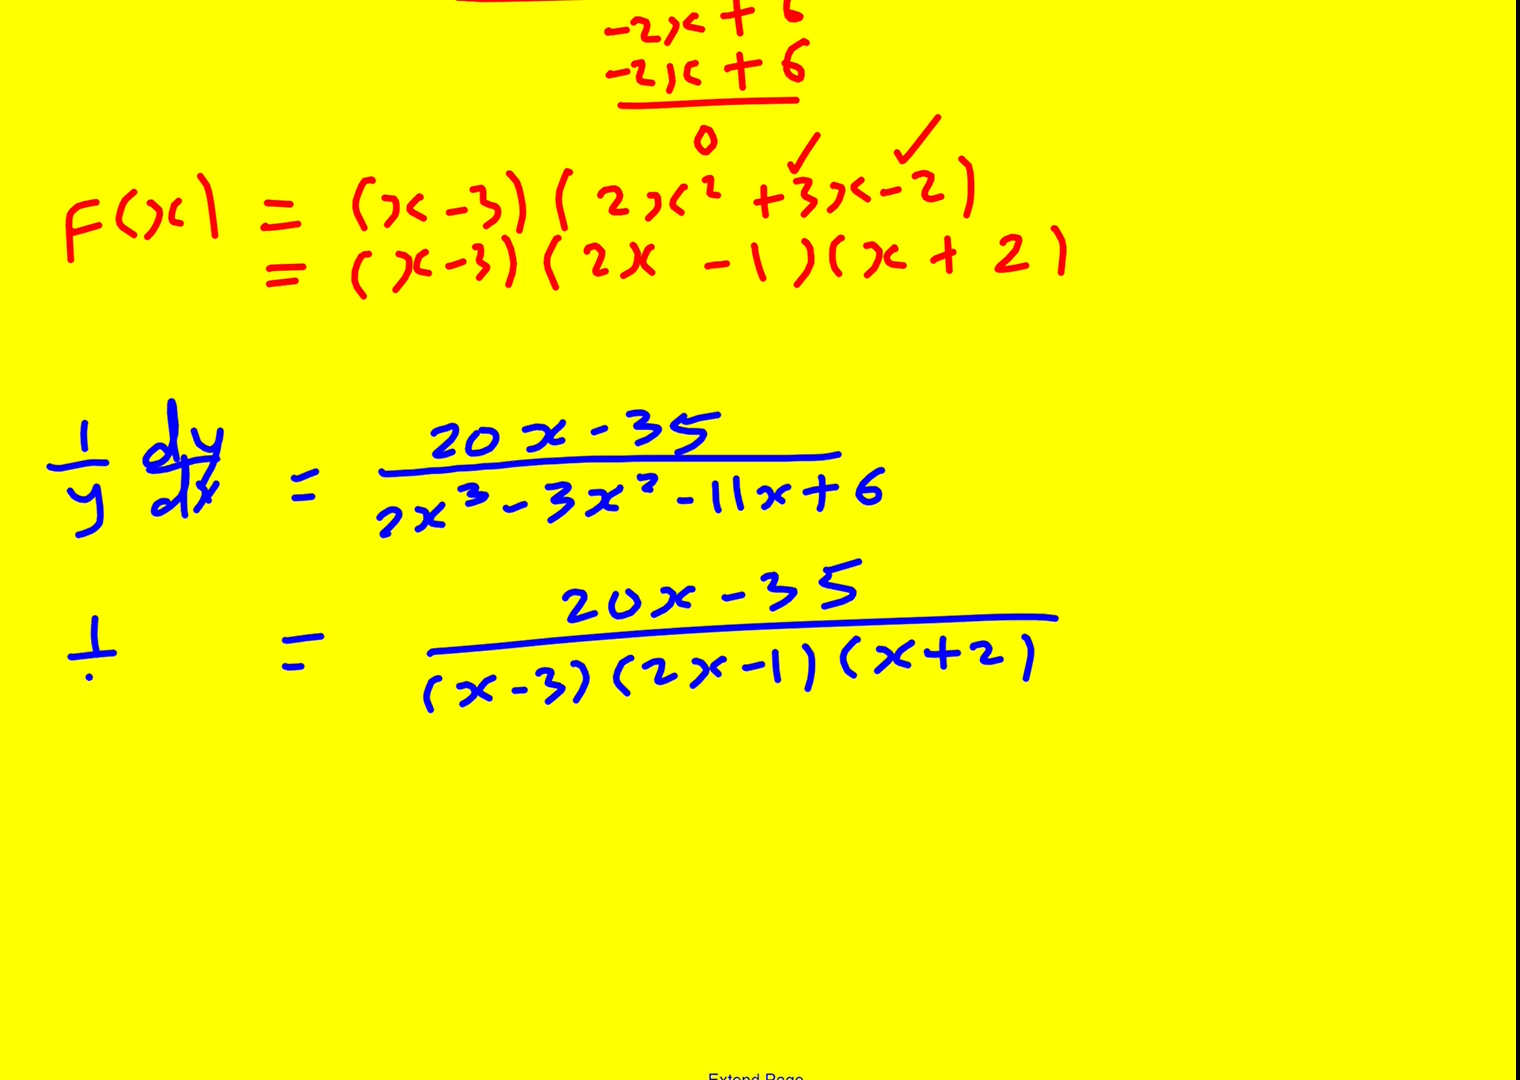 -2x + 6
-2x + 6
0
F(x) = (x-3)(2x² +3x-2)
= (x-3)(2x -1)(x+2)
1/y dy/dx = (20x-35)/(2x³-3x²-11x+6)
1 = (20x-35)/((x-3)(2x-1)(x+2))
Extend Page